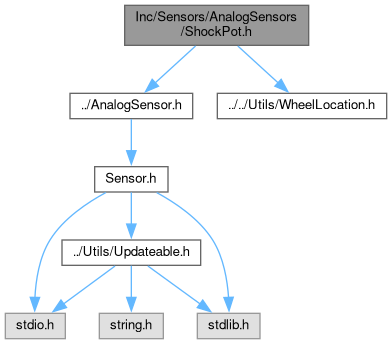 Inc/Sensors/AnalogSensors
/ShockPot.h
../AnalogSensor.h
../../Utils/WheelLocation.h
Sensor.h
../Utils/Updateable.h
stdio.h
string.h
stdlib.h